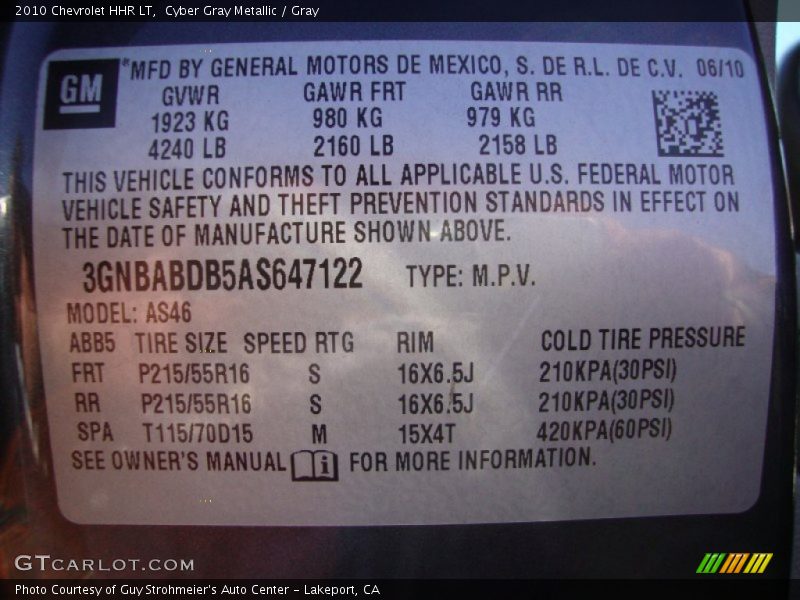 2010 Chevrolet HHR LT,  Cyber Gray Metallic / Gray
GM
*MFD BY GENERAL MOTORS DE MEXICO, S. DE R.L. DE C.V. 06/10
GVWR GAWR FRT GAWR RR
1923 KG 980 KG 979 KG
4240 LB 2160 LB 2158 LB
THIS VEHICLE CONFORMS TO ALL APPLICABLE U.S. FEDERAL MOTOR
VEHICLE SAFETY AND THEFT PREVENTION STANDARDS IN EFFECT ON
THE DATE OF MANUFACTURE SHOWN ABOVE.
3GNBABDB5AS647122 TYPE: M.P.V.
MODEL: AS46
ABB5 TIRE SIZE SPEED RTG RIM COLD TIRE PRESSURE
FRT P215/55R16 S 16X6.5J 210KPA(30PSI)
RR P215/55R16 S 16X6.5J 210KPA(30PSI)
SPA T115/70D15 M 15X4T 420KPA(60PSI)
SEE OWNER'S MANUAL i FOR MORE INFORMATION.
GTCARLOT.COM
Photo Courtesy of Guy Strohmeier's Auto Center - Lakeport, CA